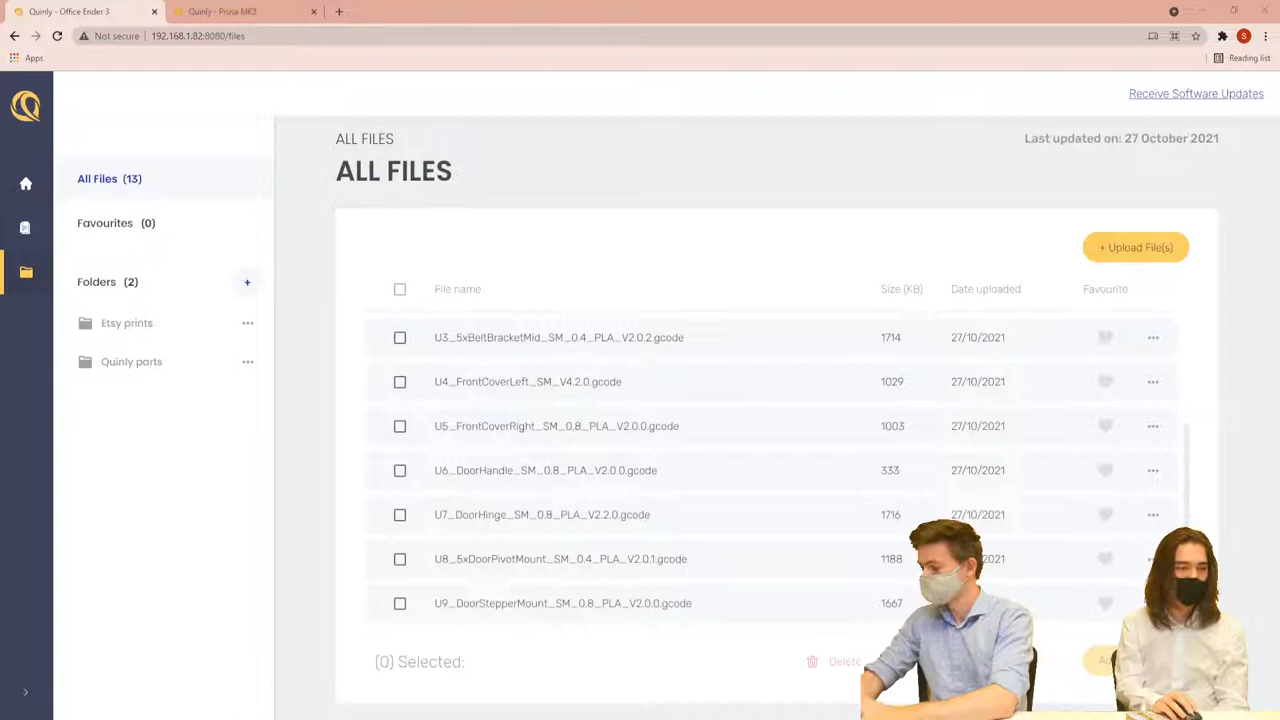 Quinly - Office Ender 3
Quinly - Prusa MK3
Not secure
192.168.1.82:8080/files
Apps
Reading list
Receive Software Updates
ALL FILES
Last updated on: 27 October 2021
ALL FILES
All Files (13)
Favourites (0)
Folders (2)
+
Etsy prints
Quinly parts
+ Upload File(s)
File name
Size (KB)
Date uploaded
Favourite
U3_5xBeltBracketMid_SM_0.4_PLA_V2.0.2.gcode 1714 27/10/2021
U4_FrontCoverLeft_SM_V4.2.0.gcode 1029 27/10/2021
U5_FrontCoverRight_SM_0.8_PLA_V2.0.0.gcode 1003 27/10/2021
U6_DoorHandle_SM_0.8_PLA_V2.0.0.gcode 333 27/10/2021
U7_DoorHinge_SM_0.8_PLA_V2.2.0.gcode 1716 27/10/2021
U8_5xDoorPivotMount_SM_0.4_PLA_V2.0.1.gcode 1188 2021
U9_DoorStepperMount_SM_0.8_PLA_V2.0.0.gcode 1667
(0) Selected:
Delete